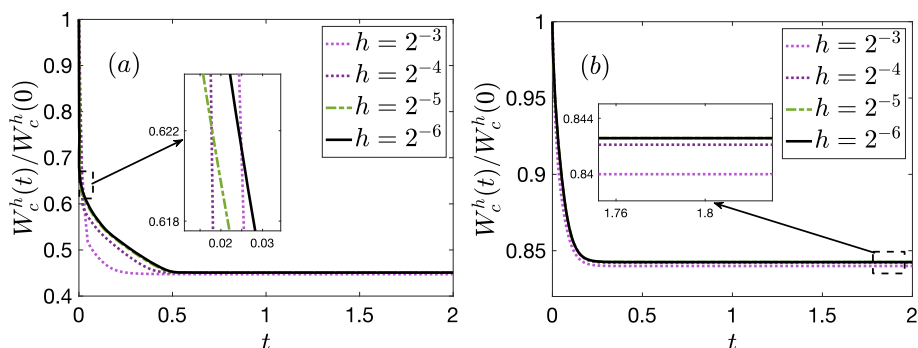 (a)
W_c^h(t)/W_c^h(0)
1
0.9
0.8
0.7
0.6
0.5
0.4
0
0.5
1
1.5
2
t
h = 2^{-3}
h = 2^{-4}
h = 2^{-5}
h = 2^{-6}
0.622
0.618
0.02
0.03
(b)
W_c^h(t)/W_c^h(0)
1
0.95
0.9
0.85
0
0.5
1
1.5
2
t
h = 2^{-3}
h = 2^{-4}
h = 2^{-5}
h = 2^{-6}
0.844
0.84
1.76
1.8